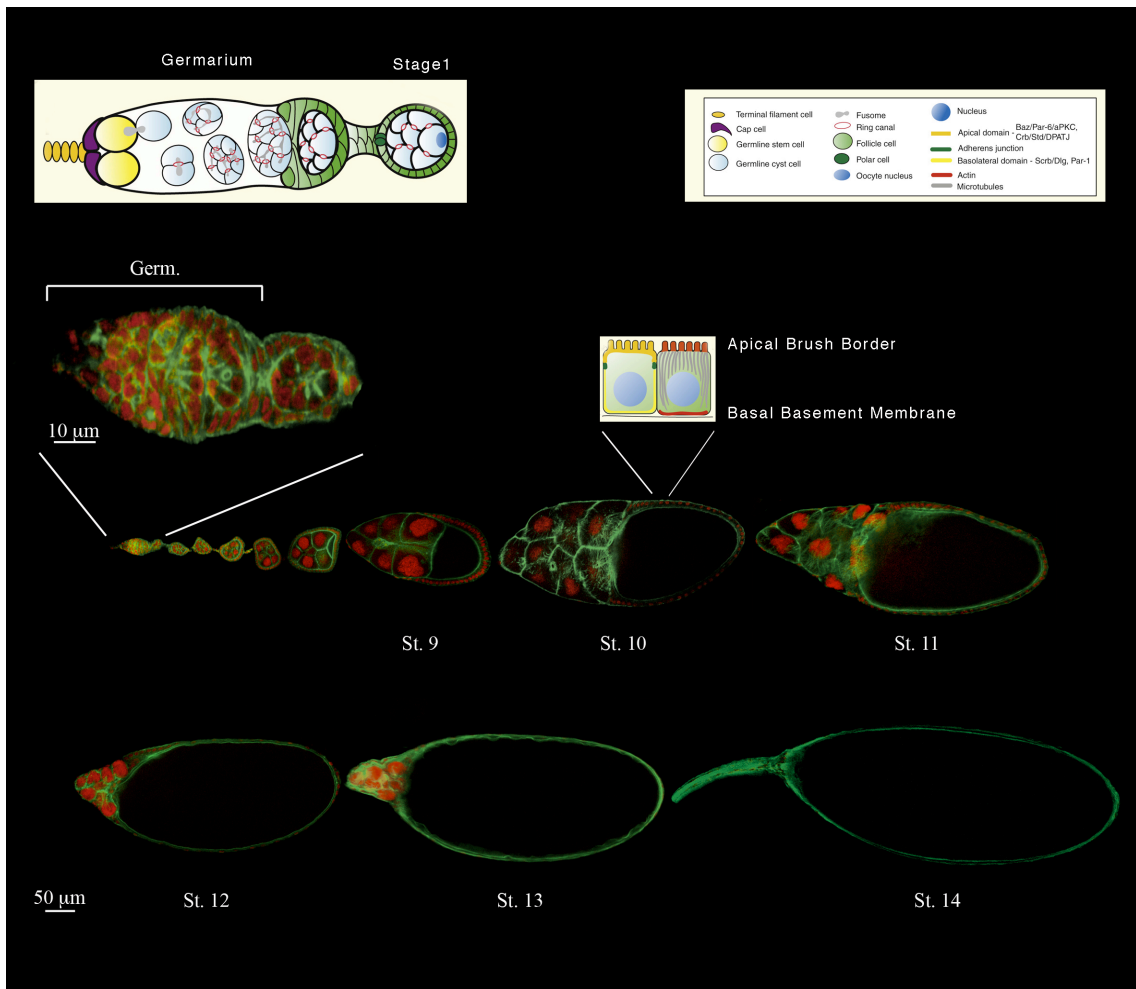 Germarium
Stage1
Terminal filament cell
Cap cell
Germline stem cell
Germline cyst cell
Fusome
Ring canal
Follicle cell
Polar cell
Oocyte nucleus
Nucleus
Apical domain - Baz/Par-6/aPKC,
Crb/Std/DPATJ
Adherens junction
Basolateral domain - Scrb/Dlg, Par-1
Actin
Microtubules
Germ.
10 µm
Apical Brush Border
Basal Basement Membrane
St. 9
St. 10
St. 11
50 µm
St. 12
St. 13
St. 14